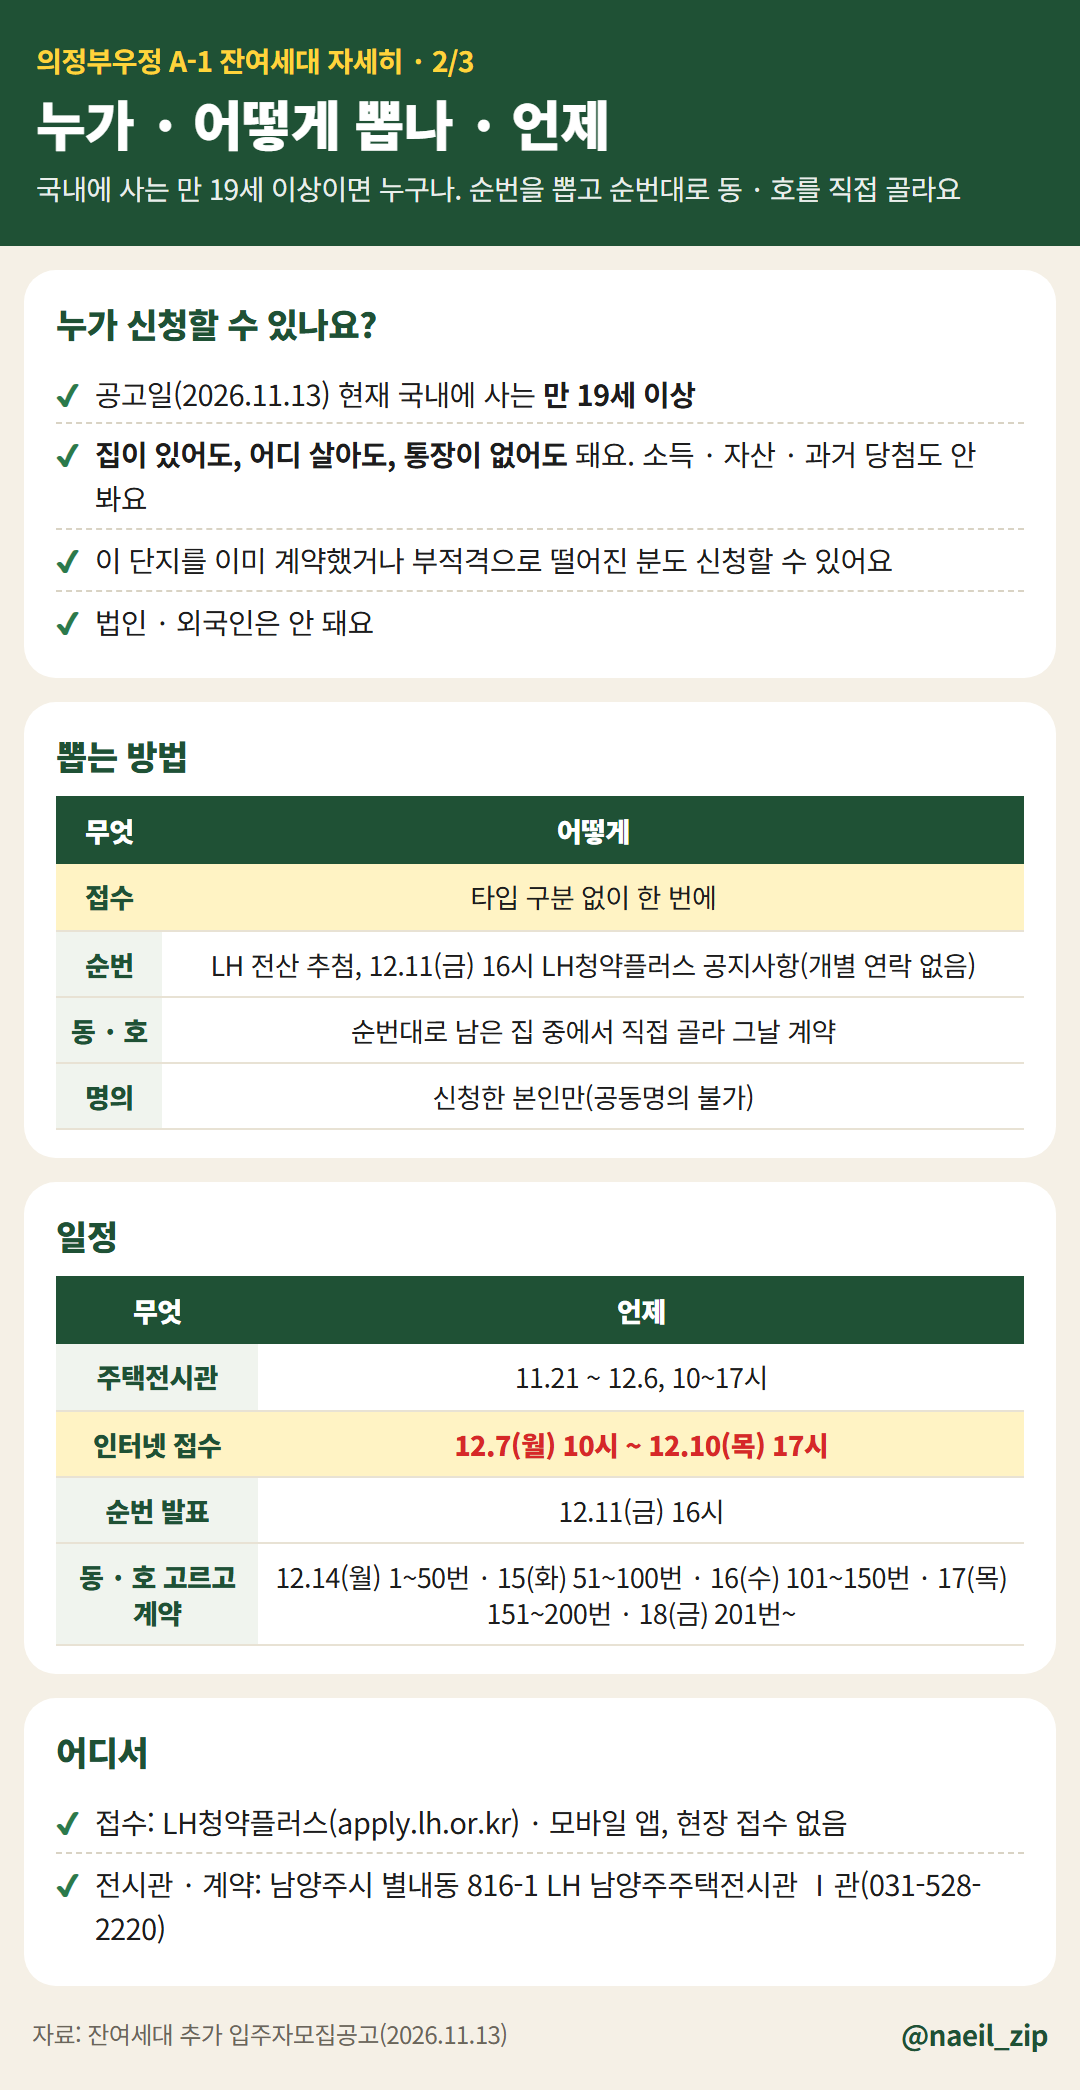 의정부우정 A-1 잔여세대 자세히 · 2/3
누가 · 어떻게 뽑나 · 언제
국내에 사는 만 19세 이상이면 누구나. 순번을 뽑고 순번대로 동 · 호를 직접 골라요
누가 신청할 수 있나요?
✔ 공고일(2026.11.13) 현재 국내에 사는 만 19세 이상
✔ 집이 있어도, 어디 살아도, 통장이 없어도 돼요. 소득 · 자산 · 과거 당첨도 안
봐요
✔ 이 단지를 이미 계약했거나 부적격으로 떨어진 분도 신청할 수 있어요
✔ 법인 · 외국인은 안 돼요
뽑는 방법
무엇 어떻게
접수 타입 구분 없이 한 번에
순번 LH 전산 추첨, 12.11(금) 16시 LH청약플러스 공지사항(개별 연락 없음)
동 · 호 순번대로 남은 집 중에서 직접 골라 그날 계약
명의 신청한 본인만(공동명의 불가)
일정
무엇 언제
주택전시관 11.21 ~ 12.6, 10~17시
인터넷 접수 12.7(월) 10시 ~ 12.10(목) 17시
순번 발표 12.11(금) 16시
동 · 호 고르고 12.14(월) 1~50번 · 15(화) 51~100번 · 16(수) 101~150번 · 17(목)
계약 151~200번 · 18(금) 201번~
어디서
✔ 접수: LH청약플러스(apply.lh.or.kr) · 모바일 앱, 현장 접수 없음
✔ 전시관 · 계약: 남양주시 별내동 816-1 LH 남양주주택전시관 Ⅰ관(031-528-
2220)
자료: 잔여세대 추가 입주자모집공고(2026.11.13)
@naeil_zip